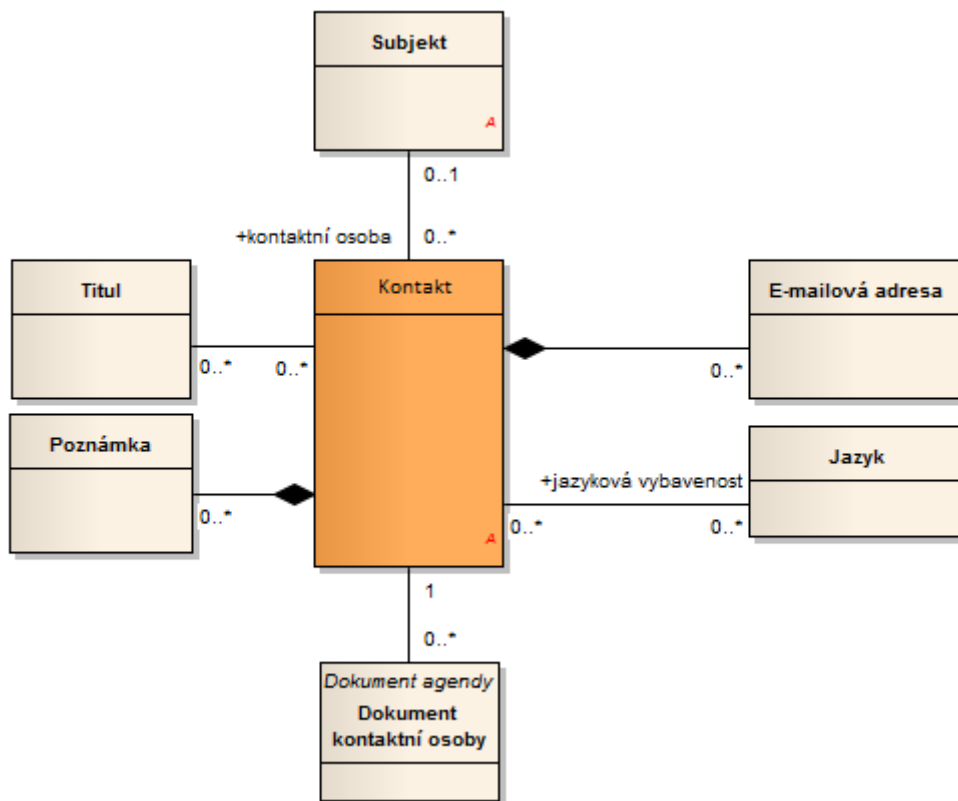 Subjekt
A
0..1
+kontaktní osoba 0..*
Titul
Kontakt
E-mailová adresa
0..* 0..*
0..*
Poznámka
Jazyk
+jazyková vybavenost
0..*
0..* 0..*
A
1
0..*
Dokument agendy
Dokument
kontaktní osoby